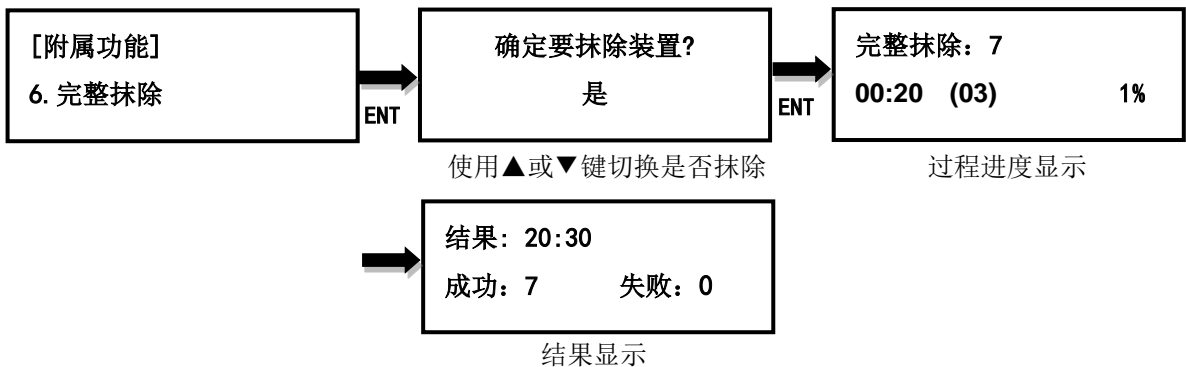 [附属功能]
6.完整抹除
ENT
确定要抹除装置?
是
使用▲或▼键切换是否抹除
ENT
完整抹除：7
00:20 (03) 1%
过程进度显示
结果: 20:30
成功：7 失败：0
结果显示